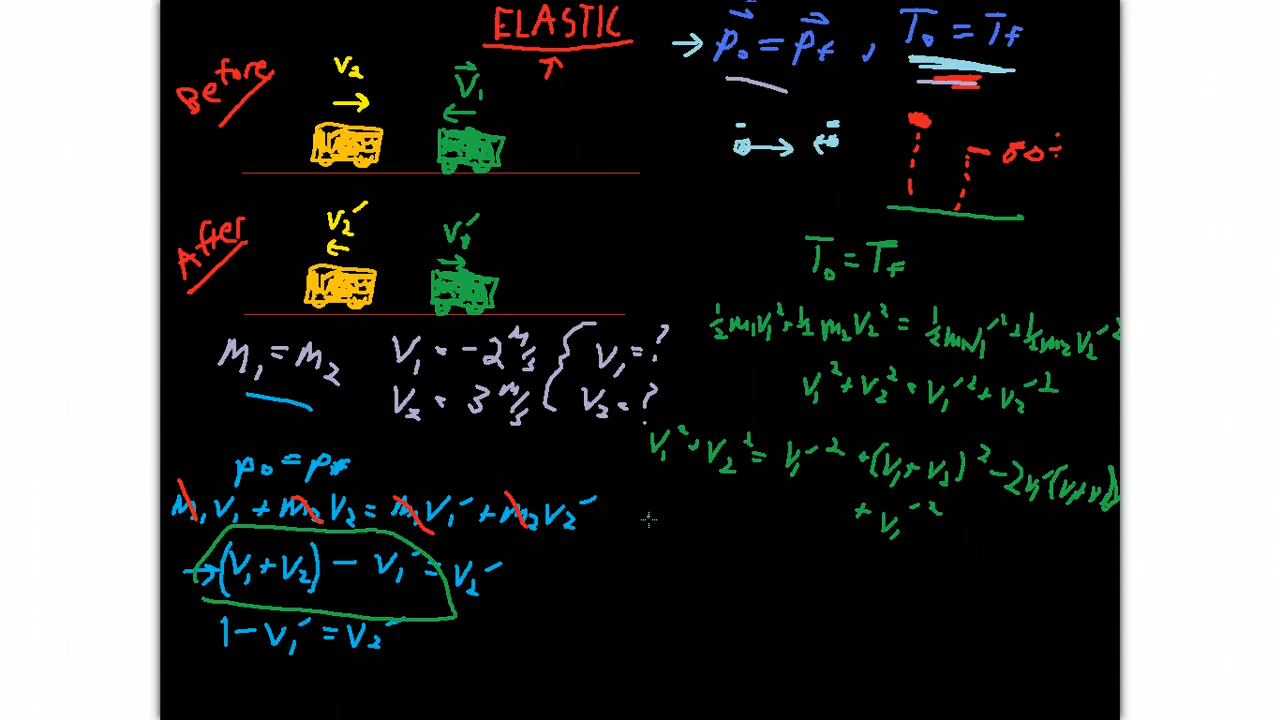 ELASTIC
→ p⃗₀ = p⃗f , T₀ = Tf
Before
V₂
V⃗₁
After
V₂′
V₁′
T₀ = Tf
½m₁V₁² + ½m₂V₂² = ½m₁V₁′² + ½m₂V₂′²
V₁² + V₂² = V₁′² + V₂′²
V₁² + V₂² = V₁′² + (V₁+V₂)² - 2V₁′(V₁+V₂)
+ V₁′²
M₁ = M₂
V₁ = -2 m/s { V₁′ = ?
V₂ = 3 m/s V₂′ = ?
p₀ = pf
m₁V₁ + m₂V₂ = m₁V₁′ + m₂V₂′
→ (V₁+V₂) - V₁′ = V₂′
1 - V₁′ = V₂′